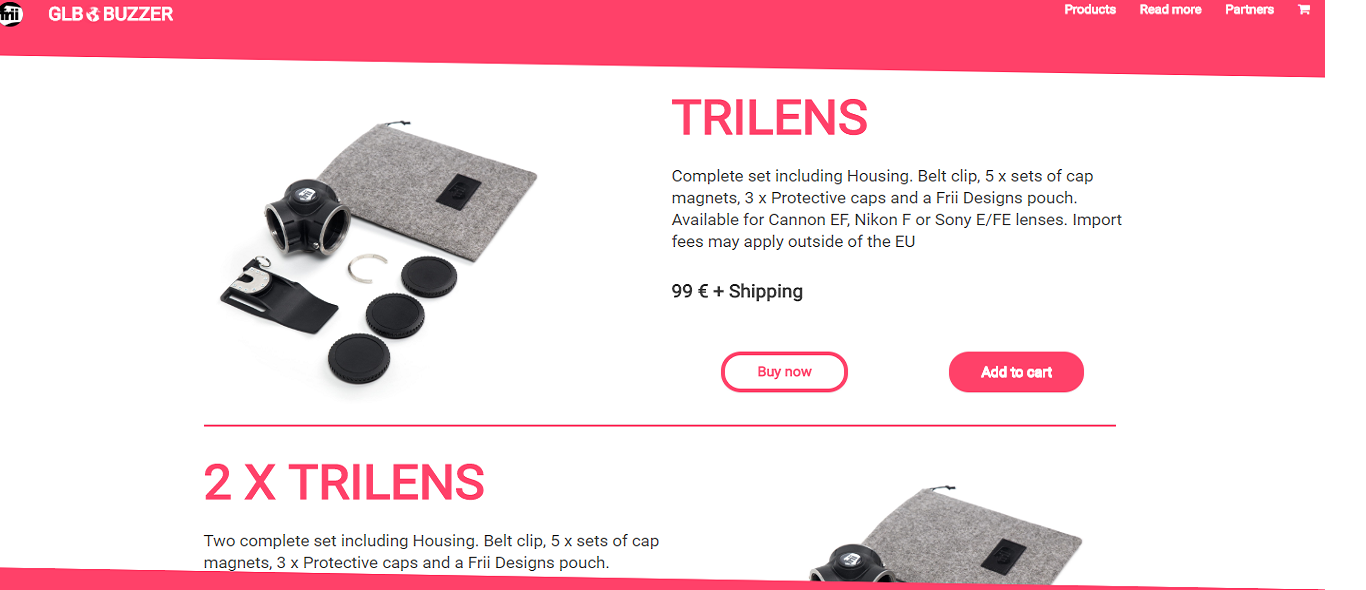 frii
GLB BUZZER
Products Read more Partners
TRILENS
Complete set including Housing. Belt clip, 5 x sets of cap
magnets, 3 x Protective caps and a Frii Designs pouch.
Available for Cannon EF, Nikon F or Sony E/FE lenses. Import
fees may apply outside of the EU
99 € + Shipping
Buy now
Add to cart
2 X TRILENS
Two complete set including Housing. Belt clip, 5 x sets of cap
magnets, 3 x Protective caps and a Frii Designs pouch.